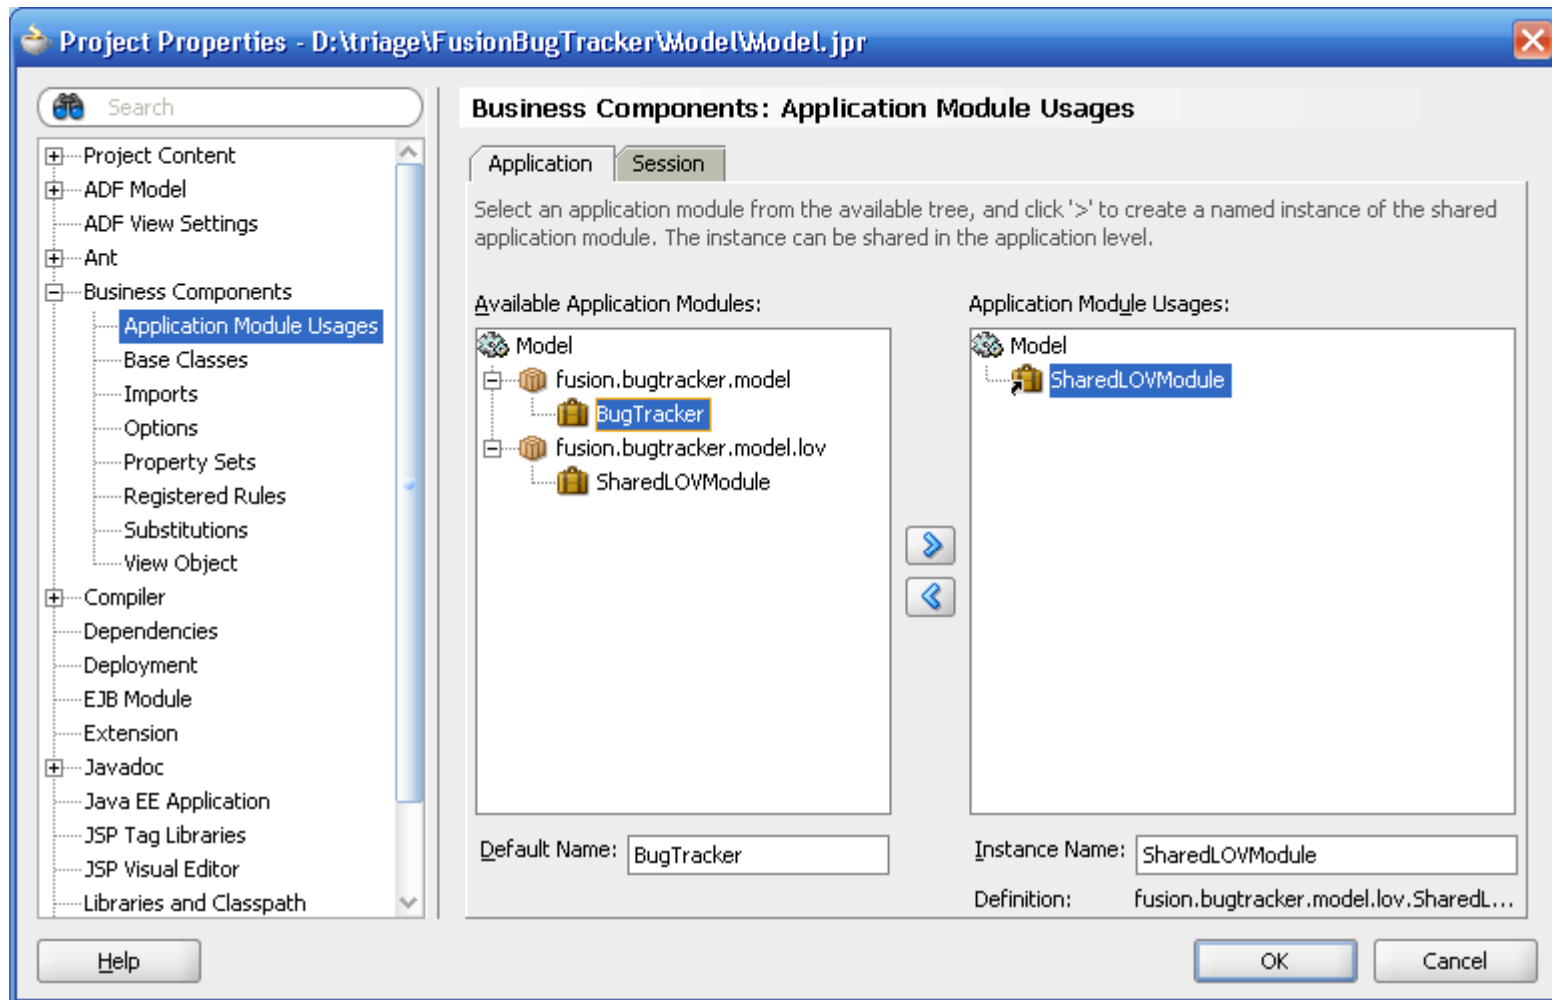 Project Properties - D:\triage\FusionBugTracker\Model\Model.jpr
Search
Project Content
ADF Model
ADF View Settings
Ant
Business Components
Application Module Usages
Base Classes
Imports
Options
Property Sets
Registered Rules
Substitutions
View Object
Compiler
Dependencies
Deployment
EJB Module
Extension
Javadoc
Java EE Application
JSP Tag Libraries
JSP Visual Editor
Libraries and Classpath
Business Components: Application Module Usages
Application Session
Select an application module from the available tree, and click '>' to create a named instance of the shared
application module. The instance can be shared in the application level.
Available Application Modules:
Model
fusion.bugtracker.model
BugTracker
fusion.bugtracker.model.lov
SharedLOVModule
Default Name: BugTracker
Application Module Usages:
Model
SharedLOVModule
Instance Name: SharedLOVModule
Definition: fusion.bugtracker.model.lov.SharedL...
Help
OK
Cancel